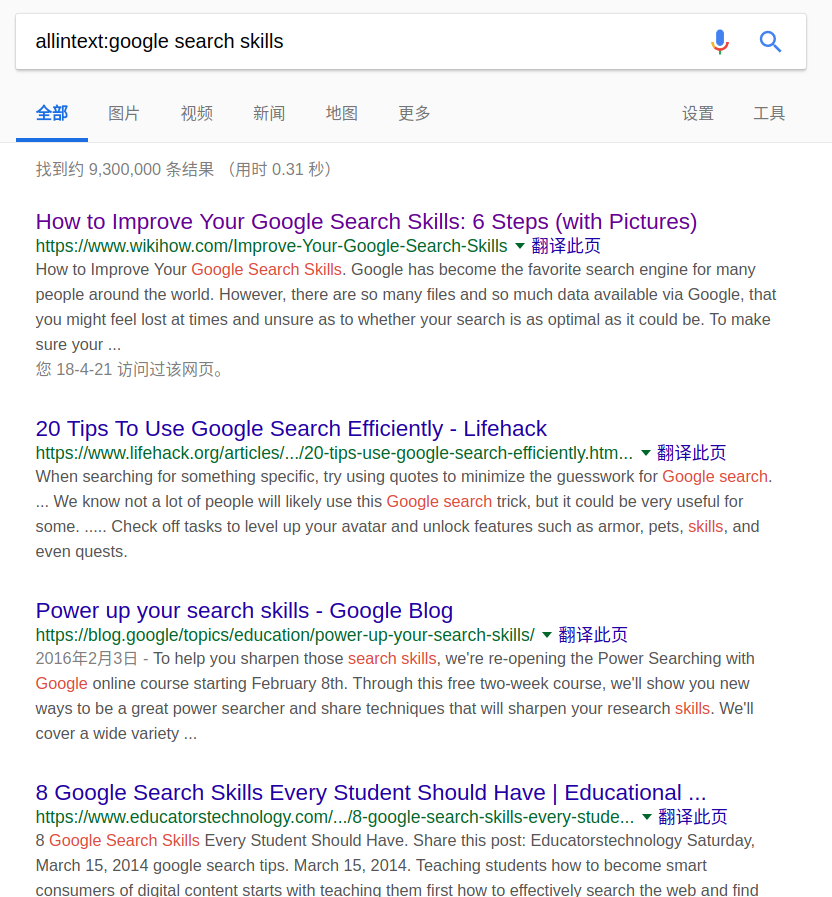 allintext:google search skills
全部 图片 视频 新闻 地图 更多 设置 工具
找到约 9,300,000 条结果 （用时 0.31 秒）
How to Improve Your Google Search Skills: 6 Steps (with Pictures)
https://www.wikihow.com/Improve-Your-Google-Search-Skills 翻译此页
How to Improve Your Google Search Skills. Google has become the favorite search engine for many
people around the world. However, there are so many files and so much data available via Google, that
you might feel lost at times and unsure as to whether your search is as optimal as it could be. To make
sure your ...
您 18-4-21 访问过该网页。
20 Tips To Use Google Search Efficiently - Lifehack
https://www.lifehack.org/articles/.../20-tips-use-google-search-efficiently.htm... 翻译此页
When searching for something specific, try using quotes to minimize the guesswork for Google search.
... We know not a lot of people will likely use this Google search trick, but it could be very useful for
some. ..... Check off tasks to level up your avatar and unlock features such as armor, pets, skills, and
even quests.
Power up your search skills - Google Blog
https://blog.google/topics/education/power-up-your-search-skills/ 翻译此页
2016年2月3日 - To help you sharpen those search skills, we're re-opening the Power Searching with
Google online course starting February 8th. Through this free two-week course, we'll show you new
ways to be a great power searcher and share techniques that will sharpen your research skills. We'll
cover a wide variety ...
8 Google Search Skills Every Student Should Have | Educational ...
https://www.educatorstechnology.com/.../8-google-search-skills-every-stude... 翻译此页
8 Google Search Skills Every Student Should Have. Share this post: Educatorstechnology Saturday,
March 15, 2014 google search tips. March 15, 2014. Teaching students how to become smart
consumers of digital content starts with teaching them first how to effectively search the web and find